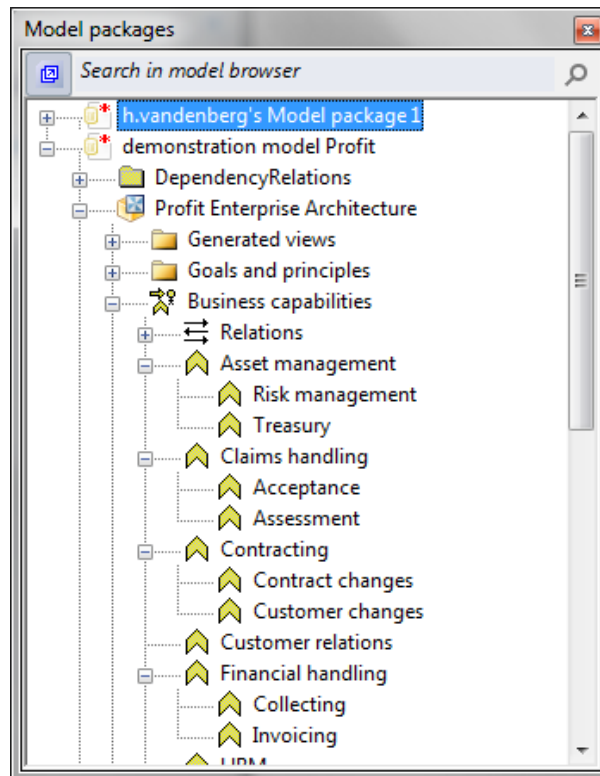 Model packages
Search in model browser
h.vandenberg's Model package 1
demonstration model Profit
DependencyRelations
Profit Enterprise Architecture
Generated views
Goals and principles
Business capabilities
Relations
Asset management
Risk management
Treasury
Claims handling
Acceptance
Assessment
Contracting
Contract changes
Customer changes
Customer relations
Financial handling
Collecting
Invoicing